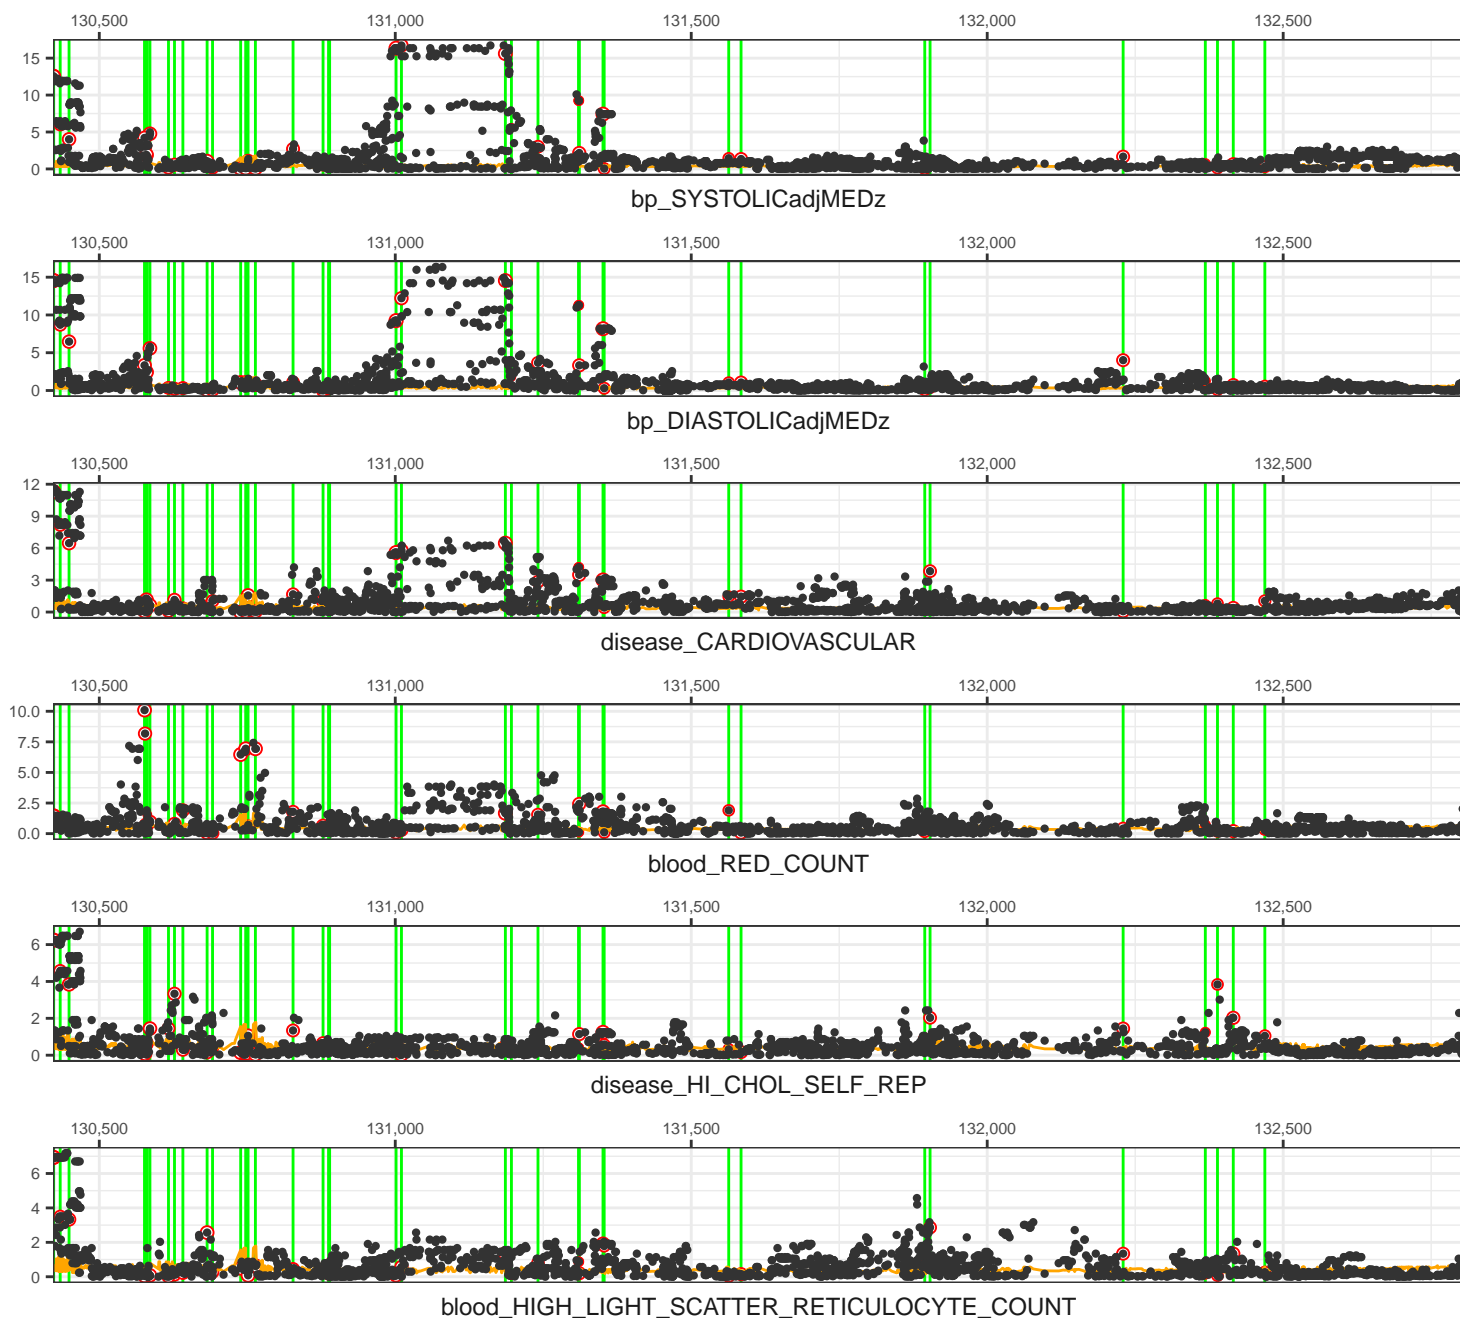 130,500 131,000 131,500 132,000 132,500
15
10
5
0
bp_SYSTOLICadjMEDz
130,500 131,000 131,500 132,000 132,500
15
10
5
0
bp_DIASTOLICadjMEDz
130,500 131,000 131,500 132,000 132,500
12
9
6
3
0
disease_CARDIOVASCULAR
130,500 131,000 131,500 132,000 132,500
10.0
7.5
5.0
2.5
0.0
blood_RED_COUNT
130,500 131,000 131,500 132,000 132,500
6
4
2
0
disease_HI_CHOL_SELF_REP
130,500 131,000 131,500 132,000 132,500
6
4
2
0
blood_HIGH_LIGHT_SCATTER_RETICULOCYTE_COUNT